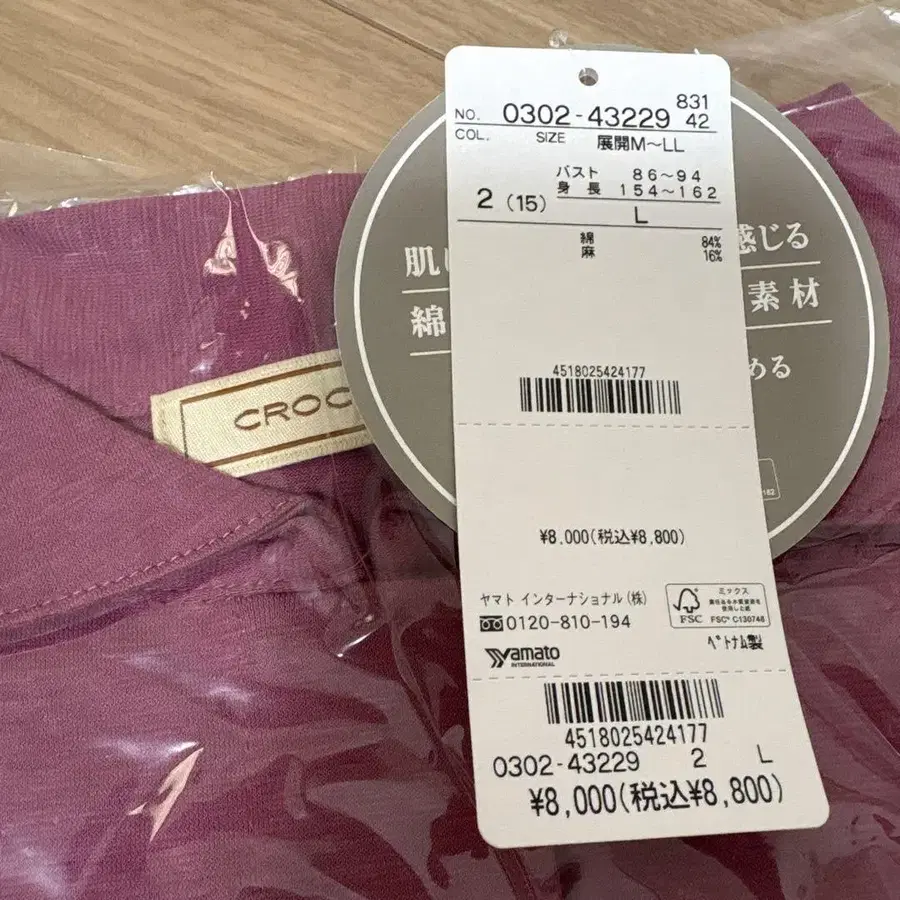 NO. 0302-43229 831 42
COL. SIZE 展開M~LL
バスト 86~94
2 (15) 身長 154~162
L
綿 84%
麻 16%
4518025424177
¥8,000(税込¥8,800)
ヤマト インターナショナル(株)
0120-810-194
Yamato
INTERNATIONAL
FSC
ミックス
FSC® C130748
ベトナム製
4518025424177
0302-43229 2 L
¥8,000(税込¥8,800)
肌 感じる
綿 素材
める
CROC